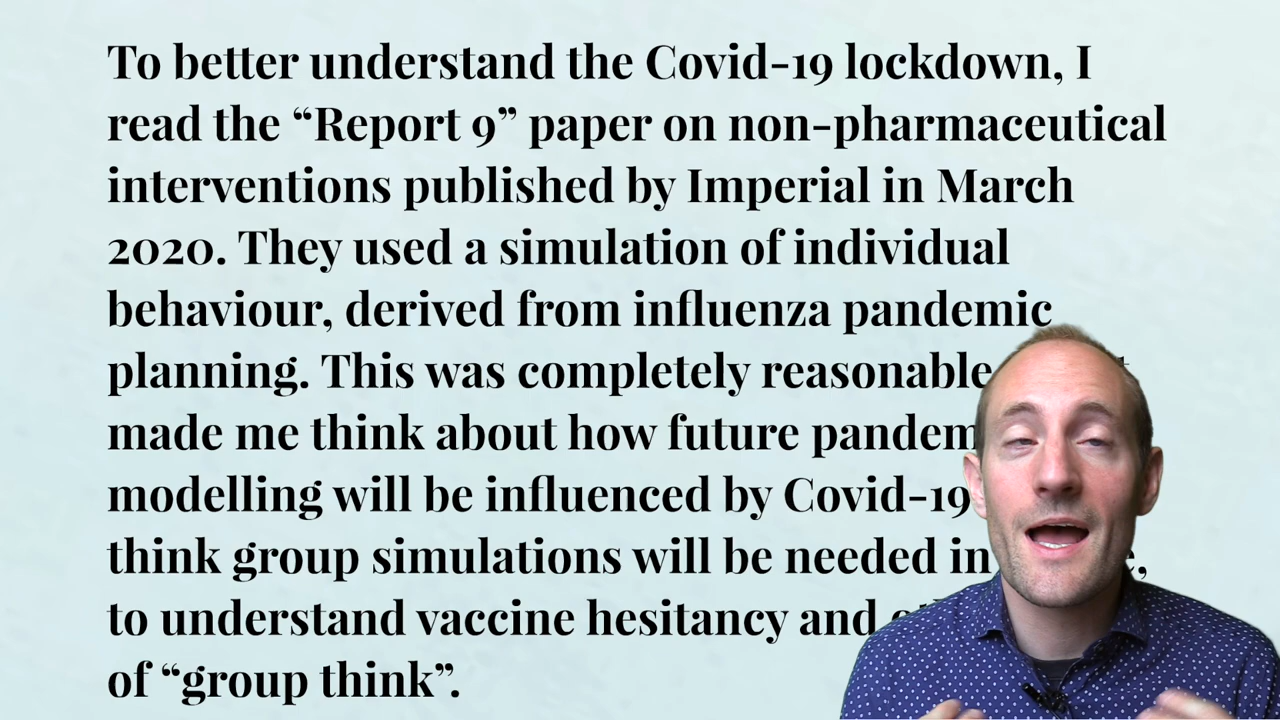 To better understand the Covid-19 lockdown, I
read the “Report 9” paper on non-pharmaceutical
interventions published by Imperial in March
2020. They used a simulation of individual
behaviour, derived from influenza pandemic
planning. This was completely reasonable
made me think about how future
modelling will be influenced by Covid-19
think group simulations will be needed in
to understand vaccine hesitancy and
of “group think”.